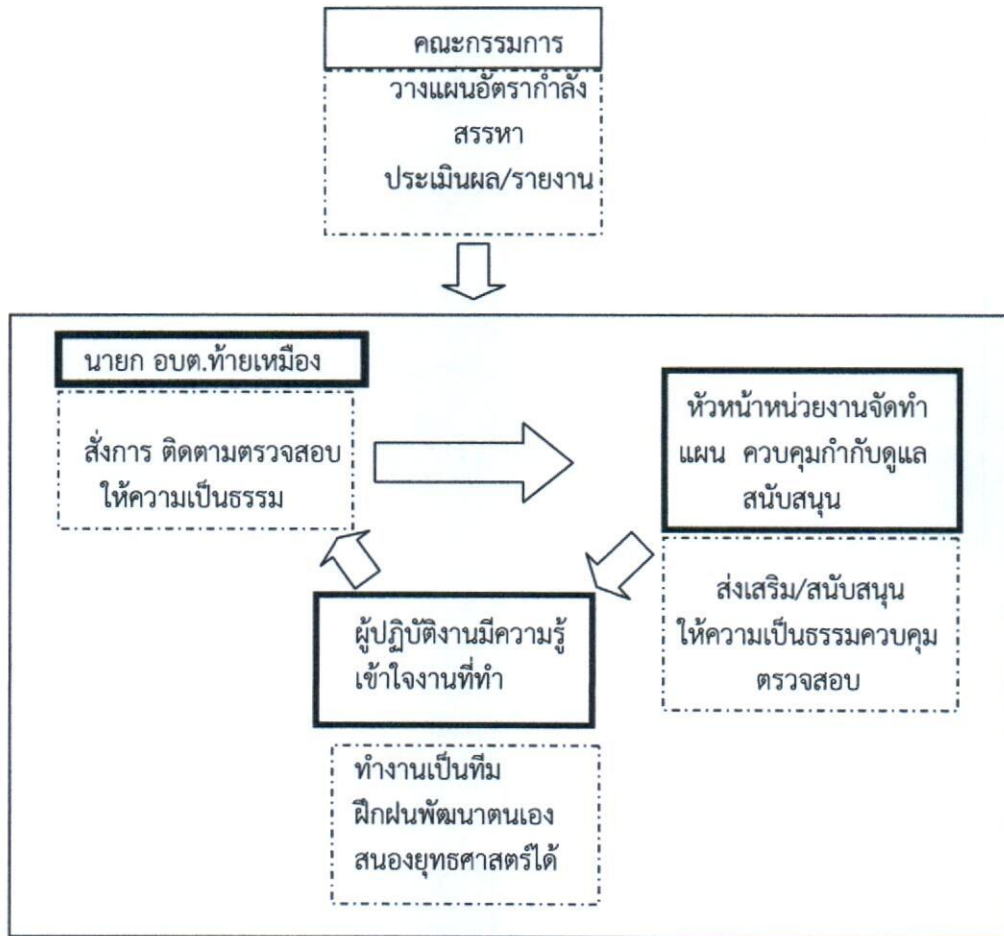 คณะกรรมการ
วางแผนอัตรากำลัง
สรรหา
ประเมินผล/รายงาน
นายก อบต.ท้ายเหมือง
สั่งการ ติดตามตรวจสอบ
ให้ความเป็นธรรม
หัวหน้าหน่วยงานจัดทำ
แผน ควบคุมกำกับดูแล
สนับสนุน
ส่งเสริม/สนับสนุน
ให้ความเป็นธรรมควบคุม
ตรวจสอบ
ผู้ปฏิบัติงานมีความรู้
เข้าใจงานที่ทำ
ทำงานเป็นทีม
ฝึกฝนพัฒนาตนเอง
สนองยุทธศาสตร์ได้